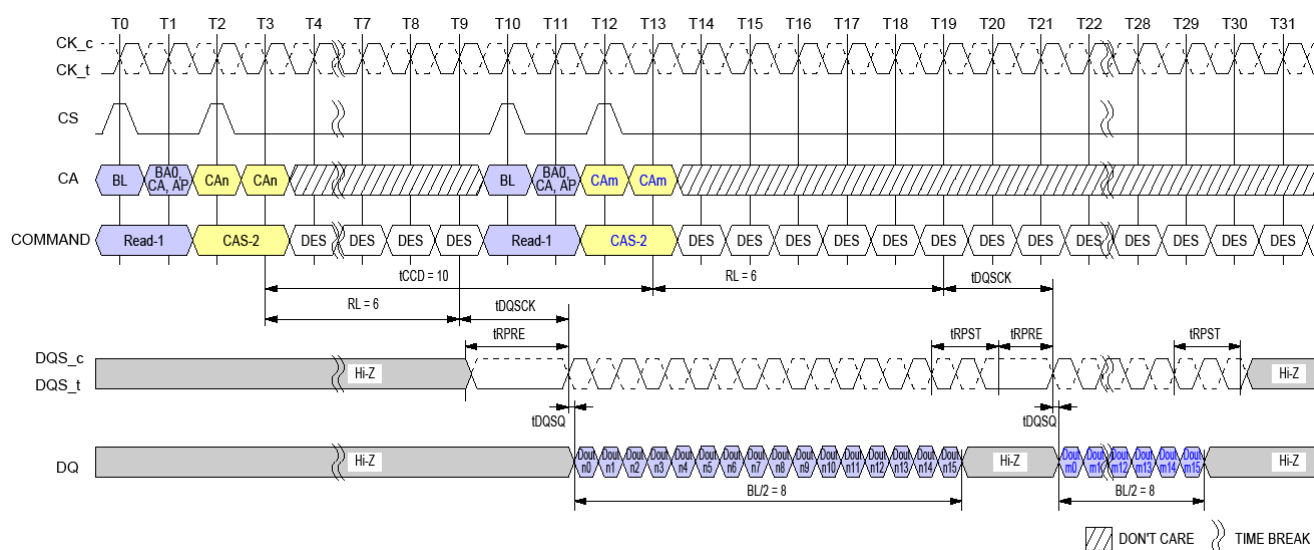 T0 T1 T2 T3 T4 T7 T8 T9 T10 T11 T12 T13 T14 T15 T16 T17 T18 T19 T20 T21 T22 T28 T29 T30 T31
CK_c
CK_t
CS
CA BL BA0, CA, AP CAn CAn BL BA0, CA, AP CAm CAm
COMMAND Read-1 CAS-2 DES DES DES DES Read-1 CAS-2 DES DES DES DES DES DES DES DES DES DES DES DES DES
tCCD = 10 RL = 6 tDQSCK
RL = 6 tDQSCK
tRPRE tRPST tRPRE tRPST
DQS_c
DQS_t
Hi-Z Hi-Z
tDQSQ tDQSQ
DQ Hi-Z Dout n0 Dout n1 Dout n2 Dout n3 Dout n4 Dout n5 Dout n6 Dout n7 Dout n8 Dout n9 Dout n10 Dout n11 Dout n12 Dout n13 Dout n14 Dout n15 Hi-Z Dout m0 Dout m1 Dout m12 Dout m13 Dout m14 Dout m15 Hi-Z
BL/2 = 8 BL/2 = 8
DON'T CARE TIME BREAK